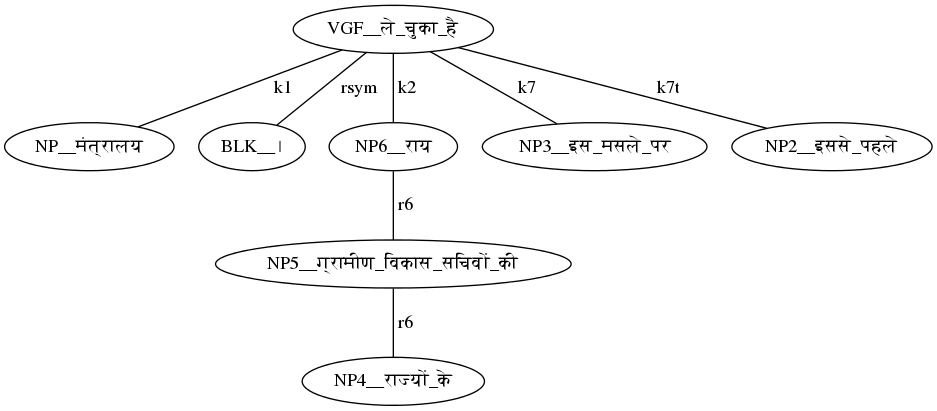 VGF__ले_चुका_है
k1 rsym k2 k7 k7t
NP__मंत्रालय BLK__। NP6__राय NP3__इस_मसले_पर NP2__इससे_पहले
r6
NP5__ग्रामीण_विकास_सचिवों_की
r6
NP4__राज्यों_के